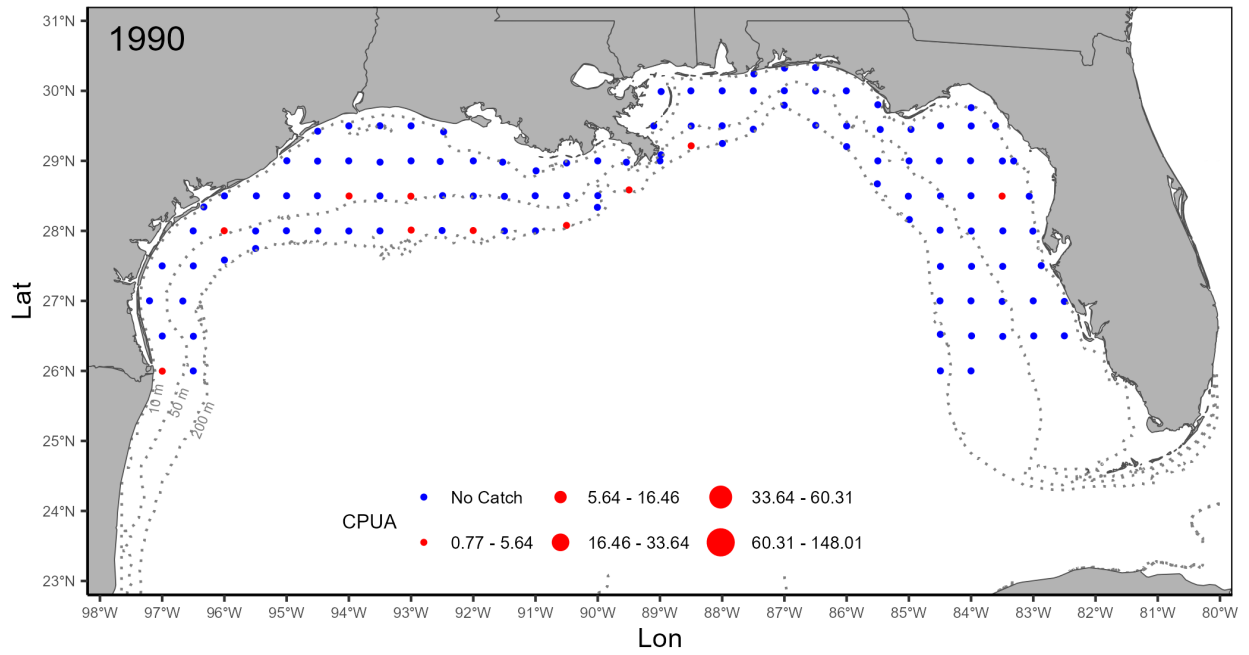 1990
31°N
30°N
29°N
28°N
27°N
26°N
25°N
24°N
23°N
Lat
10 m
50 m
200 m
CPUA
No Catch
5.64 - 16.46
33.64 - 60.31
0.77 - 5.64
16.46 - 33.64
60.31 - 148.01
98°W 97°W 96°W 95°W 94°W 93°W 92°W 91°W 90°W 89°W 88°W 87°W 86°W 85°W 84°W 83°W 82°W 81°W 80°W
Lon